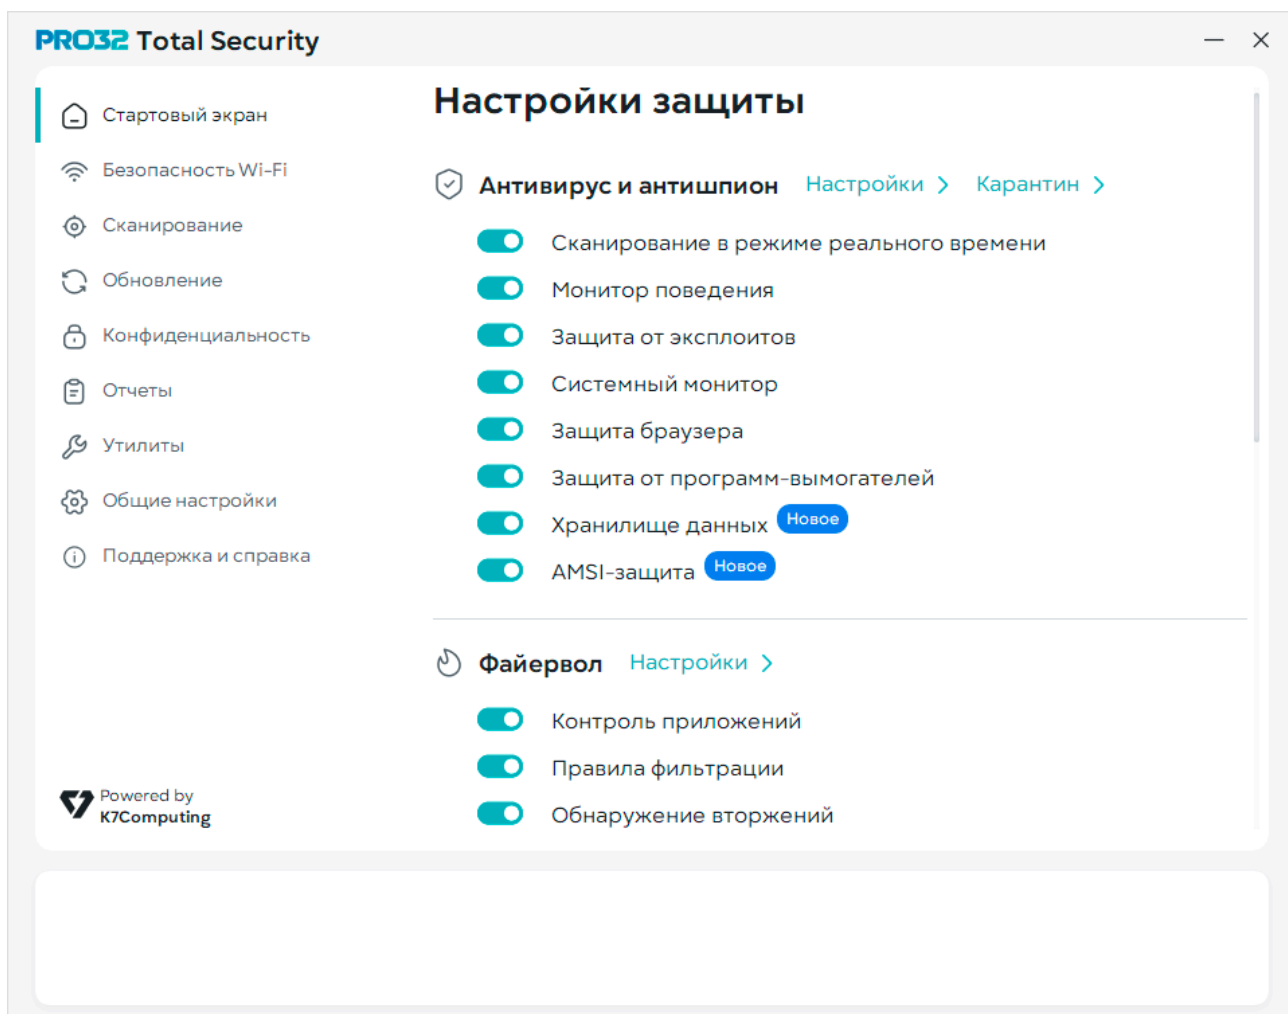 PRO32 Total Security
Стартовый экран
Безопасность Wi-Fi
Сканирование
Обновление
Конфиденциальность
Отчеты
Утилиты
Общие настройки
Поддержка и справка
Powered by
K7Computing
Настройки защиты
Антивирус и антишпион Настройки Карантин
Сканирование в режиме реального времени
Монитор поведения
Защита от эксплоитов
Системный монитор
Защита браузера
Защита от программ-вымогателей
Хранилище данных Новое
AMSI-защита Новое
Файервол Настройки
Контроль приложений
Правила фильтрации
Обнаружение вторжений